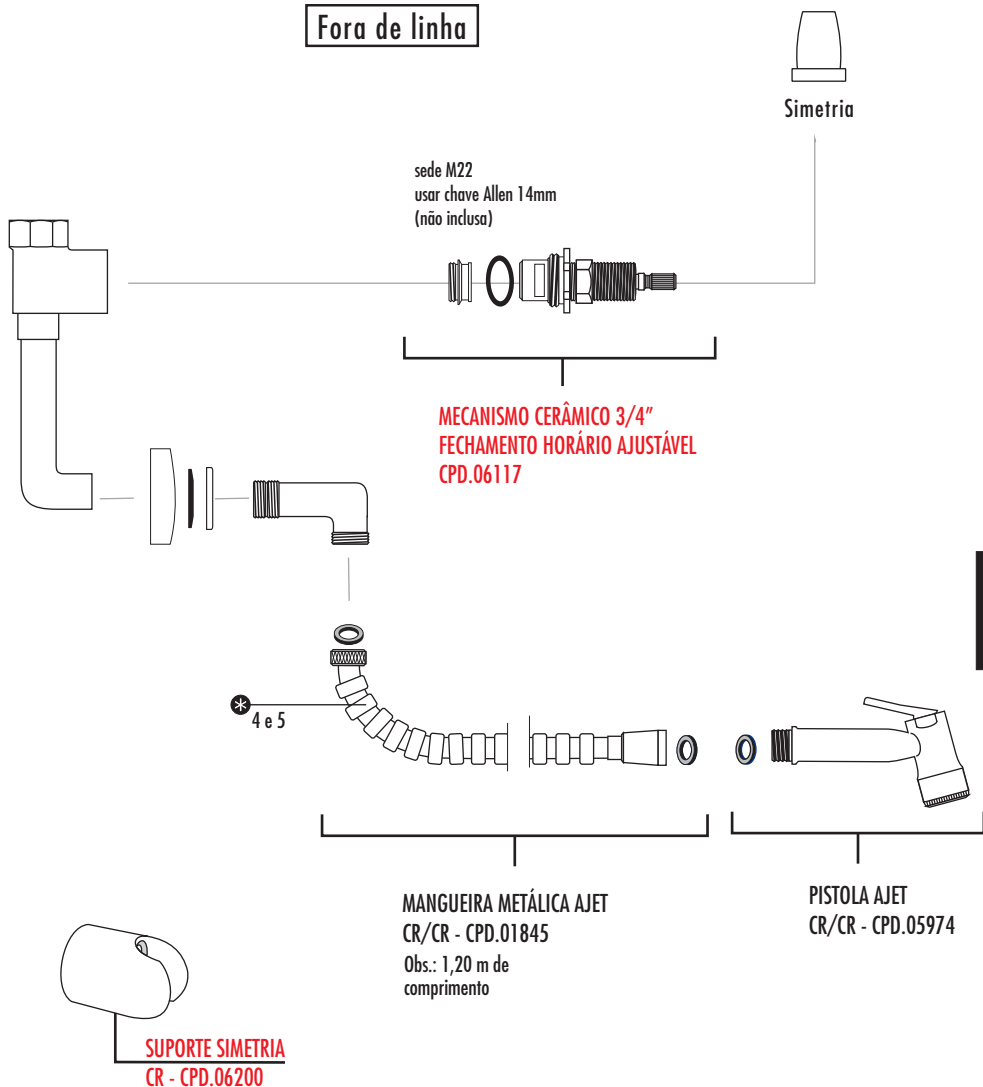 Fora de linha
Simetria
sede M22
usar chave Allen 14mm
(não inclusa)
MECANISMO CERÂMICO 3/4"
FECHAMENTO HORÁRIO AJUSTÁVEL
CPD.06117
4 e 5
MANGUEIRA METÁLICA AJET
CR/CR - CPD.01845
Obs.: 1,20 m de
comprimento
PISTOLA AJET
CR/CR - CPD.05974
SUPORTE SIMETRIA
CR - CPD.06200